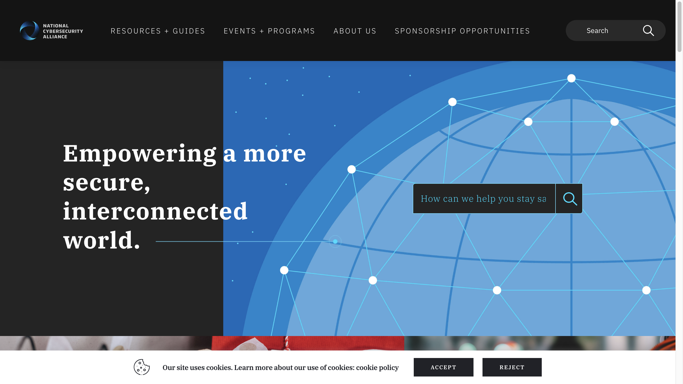 NATIONAL
CYBERSECURITY
ALLIANCE
RESOURCES + GUIDES
EVENTS + PROGRAMS
ABOUT US
SPONSORSHIP OPPORTUNITIES
Search
Empowering a more
secure,
interconnected
world.
How can we help you stay sa
Our site uses cookies. Learn more about our use of cookies: cookie policy
ACCEPT
REJECT